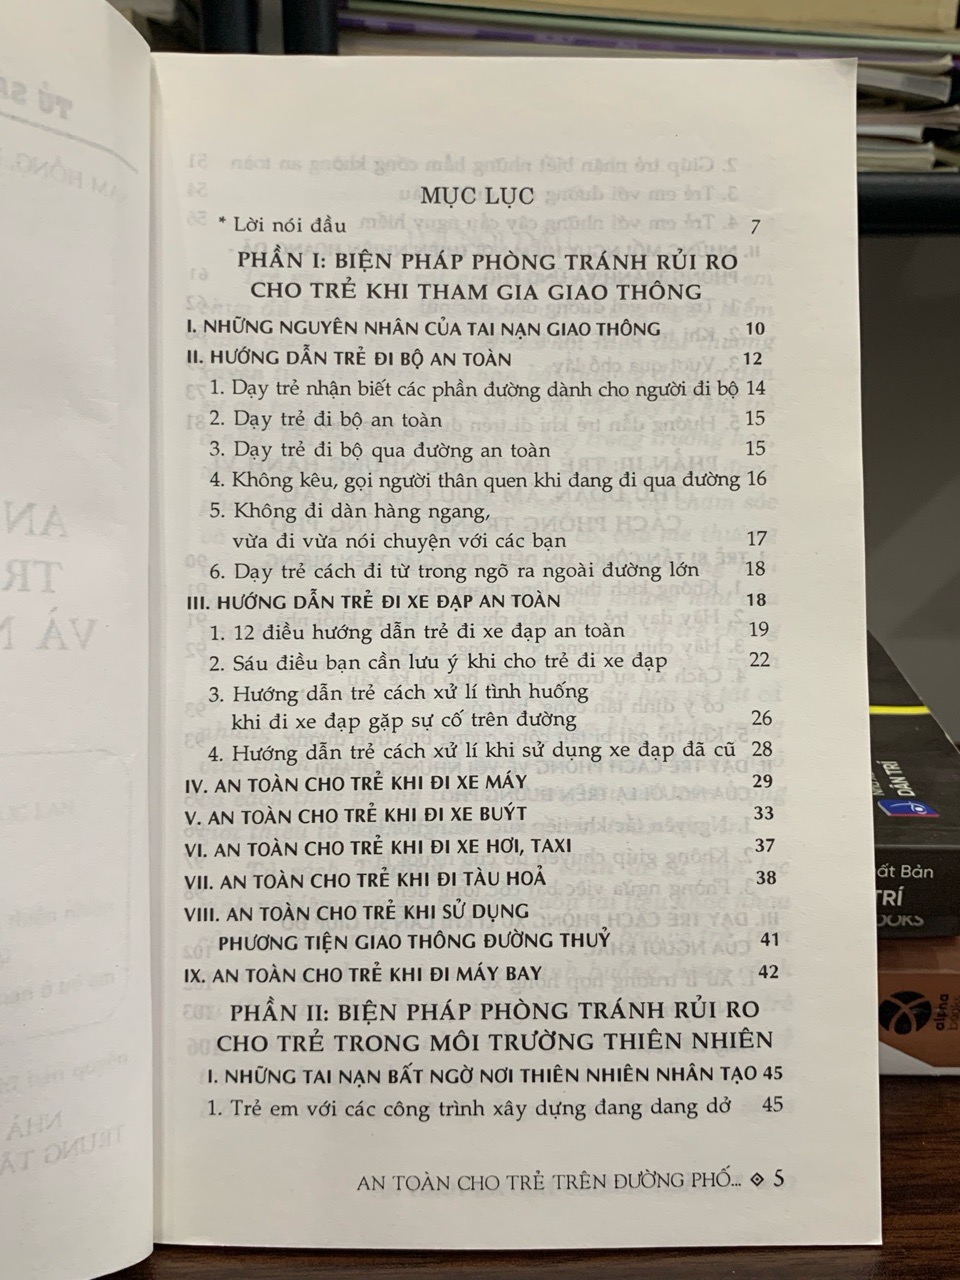 MỤC LỤC
* Lời nói đầu 7
PHẦN I: BIỆN PHÁP PHÒNG TRÁNH RỦI RO
CHO TRẺ KHI THAM GIA GIAO THÔNG
I. NHỮNG NGUYÊN NHÂN CỦA TAI NẠN GIAO THÔNG 10
II. HƯỚNG DẪN TRẺ ĐI BỘ AN TOÀN 12
1. Dạy trẻ nhận biết các phần đường dành cho người đi bộ 14
2. Dạy trẻ đi bộ an toàn 15
3. Dạy trẻ đi bộ qua đường an toàn 15
4. Không kêu, gọi người thân quen khi đang đi qua đường 16
5. Không đi dàn hàng ngang,
vừa đi vừa nói chuyện với các bạn 17
6. Dạy trẻ cách đi từ trong ngõ ra ngoài đường lớn 18
III. HƯỚNG DẪN TRẺ ĐI XE ĐẠP AN TOÀN 18
1. 12 điều hướng dẫn trẻ đi xe đạp an toàn 19
2. Sáu điều bạn cần lưu ý khi cho trẻ đi xe đạp 22
3. Hướng dẫn trẻ cách xử lí tình huống
khi đi xe đạp gặp sự cố trên đường 26
4. Hướng dẫn trẻ cách xử lí khi sử dụng xe đạp đã cũ 28
IV. AN TOÀN CHO TRẺ KHI ĐI XE MÁY 29
V. AN TOÀN CHO TRẺ KHI ĐI XE BUÝT 33
VI. AN TOÀN CHO TRẺ KHI ĐI XE HƠI, TAXI 37
VII. AN TOÀN CHO TRẺ KHI ĐI TÀU HOẢ 38
VIII. AN TOÀN CHO TRẺ KHI SỬ DỤNG
PHƯƠNG TIỆN GIAO THÔNG ĐƯỜNG THUỶ 41
IX. AN TOÀN CHO TRẺ KHI ĐI MÁY BAY 42
PHẦN II: BIỆN PHÁP PHÒNG TRÁNH RỦI RO
CHO TRẺ TRONG MÔI TRƯỜNG THIÊN NHIÊN
I. NHỮNG TAI NẠN BẤT NGỜ NƠI THIÊN NHIÊN NHÂN TẠO 45
1. Trẻ em với các công trình xây dựng đang dang dở 45
AN TOÀN CHO TRẺ TRÊN ĐƯỜNG PHỐ... 5
DÂN TRÍ
ất Bản
TRÍ
OOKS
alpha